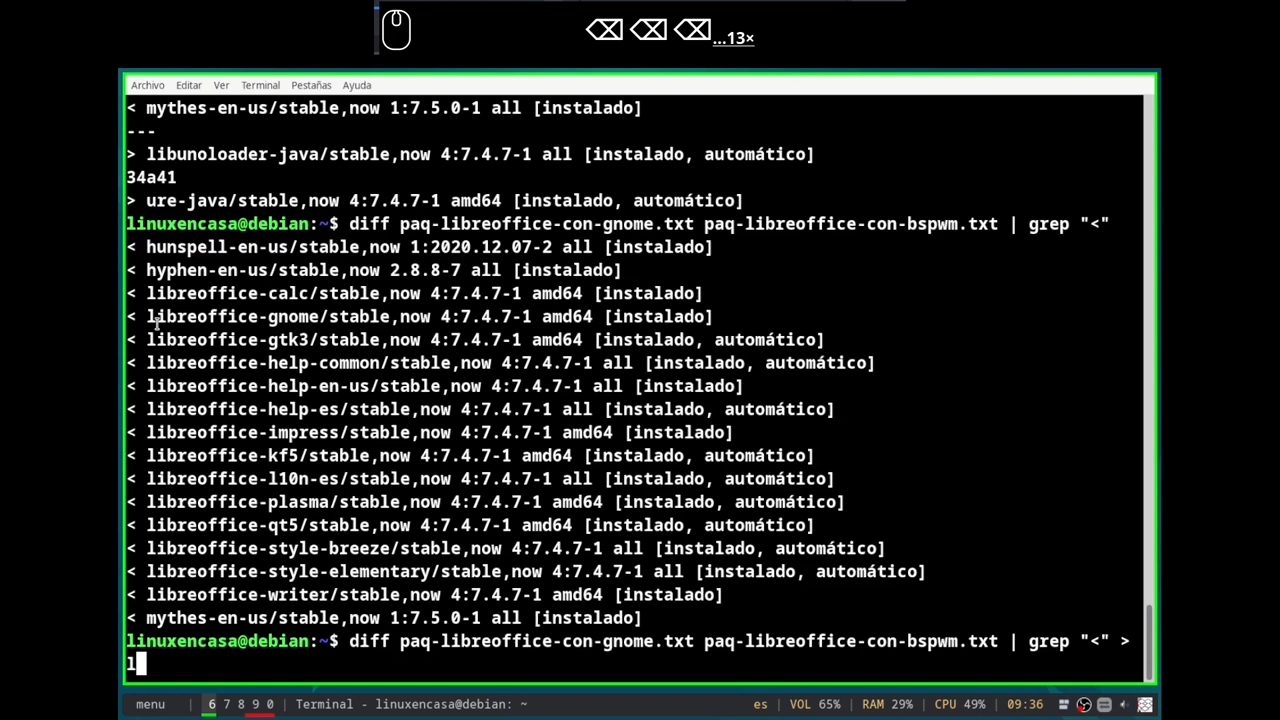 ...13×
Archivo Editar Ver Terminal Pestañas Ayuda
< mythes-en-us/stable,now 1:7.5.0-1 all [instalado]
---
> libunoloader-java/stable,now 4:7.4.7-1 all [instalado, automático]
34a41
> ure-java/stable,now 4:7.4.7-1 amd64 [instalado, automático]
linuxencasa@debian:~$ diff paq-libreoffice-con-gnome.txt paq-libreoffice-con-bspwm.txt | grep "<"
< hunspell-en-us/stable,now 1:2020.12.07-2 all [instalado]
< hyphen-en-us/stable,now 2.8.8-7 all [instalado]
< libreoffice-calc/stable,now 4:7.4.7-1 amd64 [instalado]
< libreoffice-gnome/stable,now 4:7.4.7-1 amd64 [instalado]
< libreoffice-gtk3/stable,now 4:7.4.7-1 amd64 [instalado, automático]
< libreoffice-help-common/stable,now 4:7.4.7-1 all [instalado, automático]
< libreoffice-help-en-us/stable,now 4:7.4.7-1 all [instalado]
< libreoffice-help-es/stable,now 4:7.4.7-1 all [instalado, automático]
< libreoffice-impress/stable,now 4:7.4.7-1 amd64 [instalado]
< libreoffice-kf5/stable,now 4:7.4.7-1 amd64 [instalado, automático]
< libreoffice-l10n-es/stable,now 4:7.4.7-1 all [instalado, automático]
< libreoffice-plasma/stable,now 4:7.4.7-1 amd64 [instalado, automático]
< libreoffice-qt5/stable,now 4:7.4.7-1 amd64 [instalado, automático]
< libreoffice-style-breeze/stable,now 4:7.4.7-1 all [instalado, automático]
< libreoffice-style-elementary/stable,now 4:7.4.7-1 all [instalado, automático]
< libreoffice-writer/stable,now 4:7.4.7-1 amd64 [instalado]
< mythes-en-us/stable,now 1:7.5.0-1 all [instalado]
linuxencasa@debian:~$ diff paq-libreoffice-con-gnome.txt paq-libreoffice-con-bspwm.txt | grep "<" >
l
menu | 6 7 8 9 0 | Terminal - linuxencasa@debian: ~ es | VOL 65% | RAM 29% | CPU 49% | 09:36